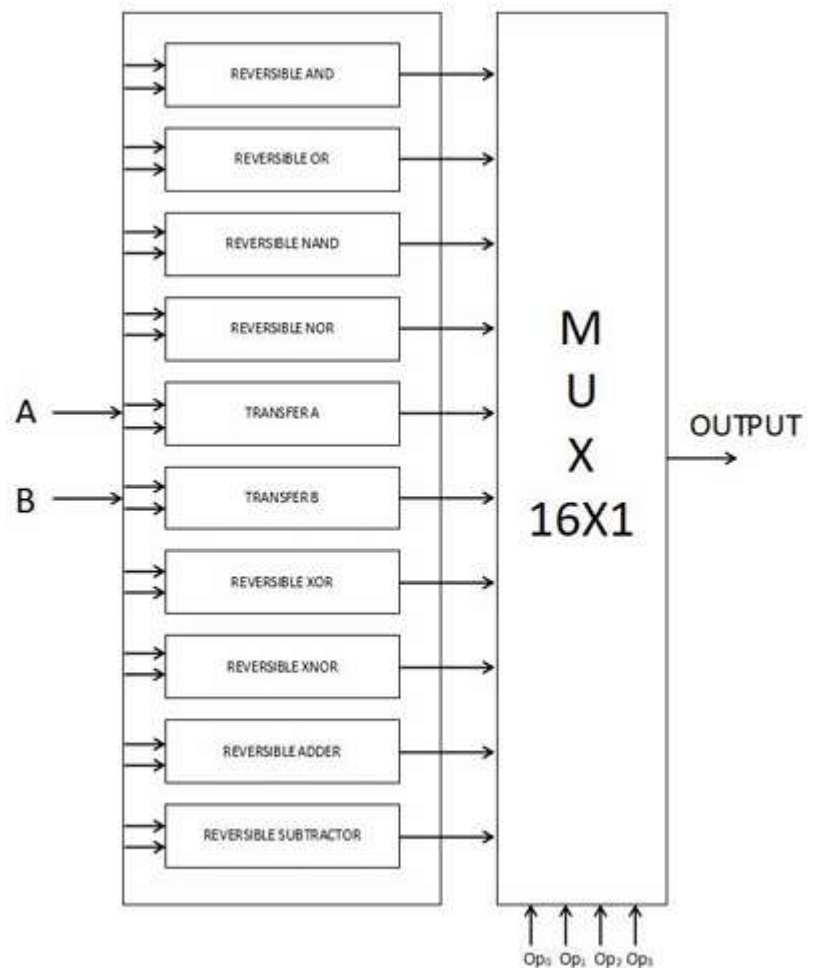 REVERSIBLE AND
REVERSIBLE OR
REVERSIBLE NAND
REVERSIBLE NOR
A
TRANSFER A
B
TRANSFER B
REVERSIBLE XOR
REVERSIBLE XNOR
REVERSIBLE ADDER
REVERSIBLE SUBTRACTOR
M
U
X
16X1
OUTPUT
Op₀ Op₁ Op₂ Op₃